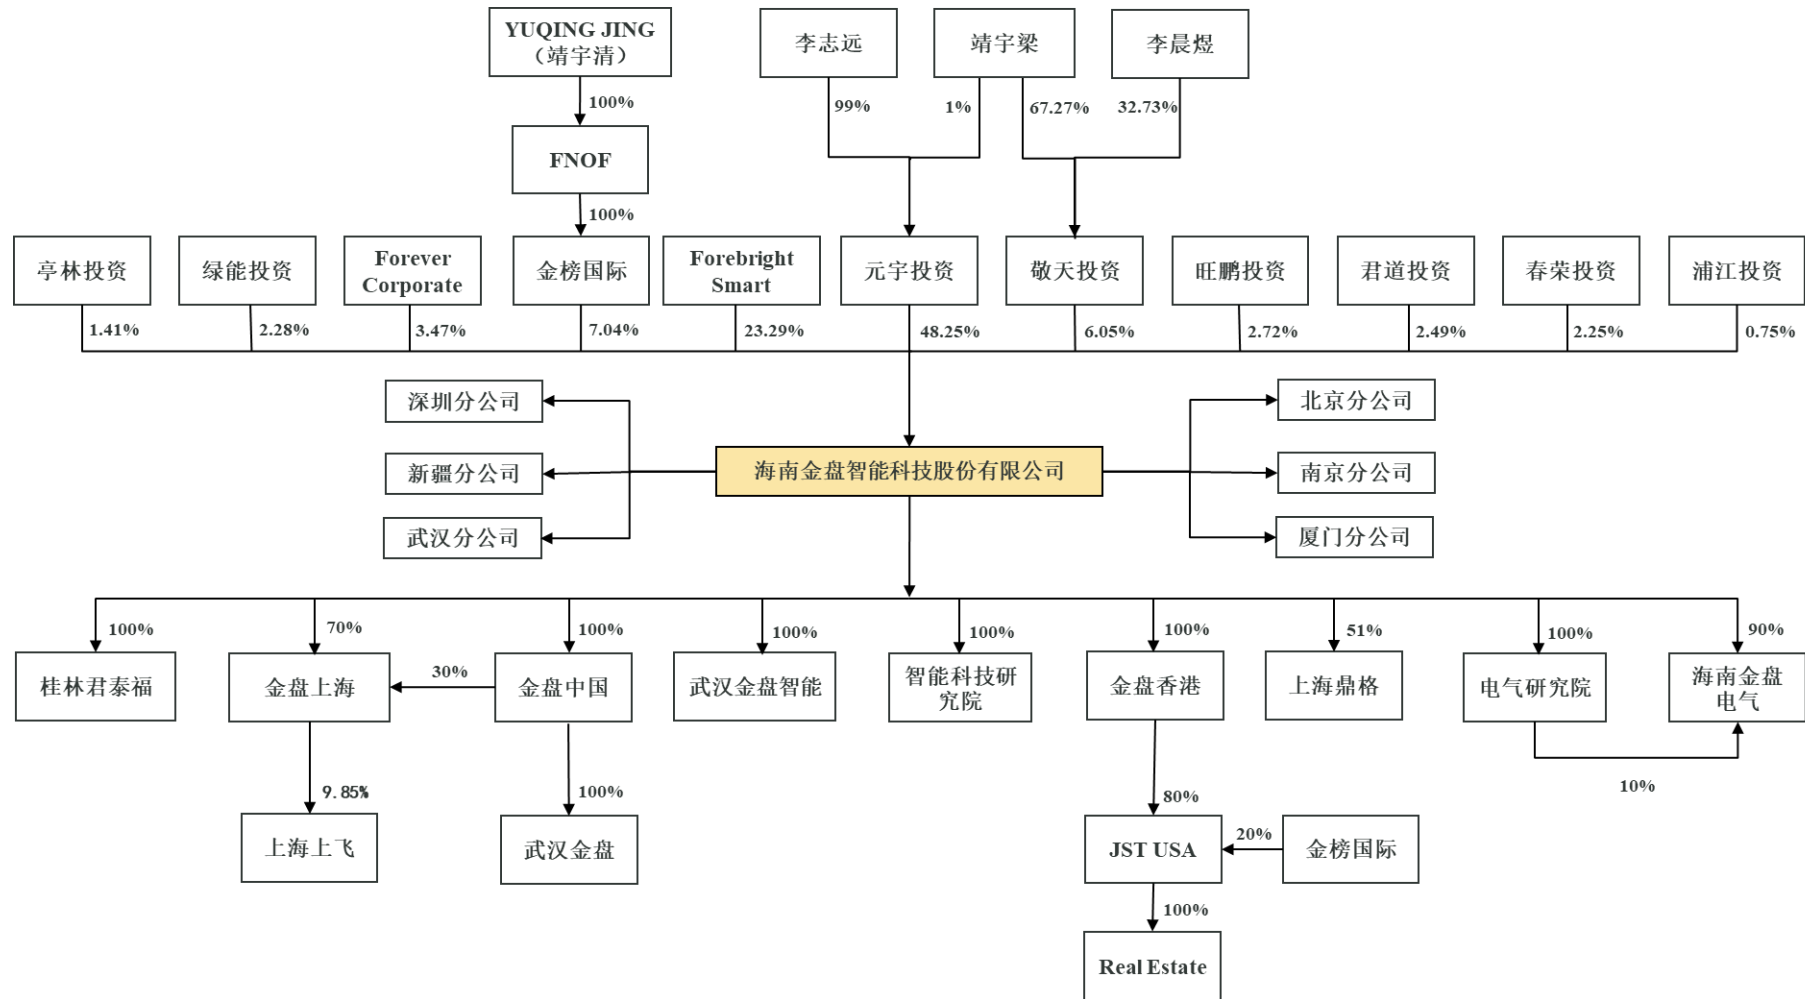 YUQING JING
（靖宇清）
李志远
靖宇梁
李晨煜
100%
99%
1%
67.27%
32.73%
FNOF
100%
亭林投资
绿能投资
Forever
Corporate
金榜国际
Forebright
Smart
元宇投资
敬天投资
旺鹏投资
君道投资
春荣投资
浦江投资
1.41%
2.28%
3.47%
7.04%
23.29%
48.25%
6.05%
2.72%
2.49%
2.25%
0.75%
深圳分公司
北京分公司
新疆分公司
海南金盘智能科技股份有限公司
南京分公司
武汉分公司
厦门分公司
100%
70%
100%
100%
100%
100%
51%
100%
90%
桂林君泰福
金盘上海
30%
金盘中国
武汉金盘智能
智能科技研
究院
金盘香港
上海鼎格
电气研究院
海南金盘
电气
9.85%
100%
80%
10%
上海上飞
武汉金盘
JST USA
20%
金榜国际
100%
Real Estate